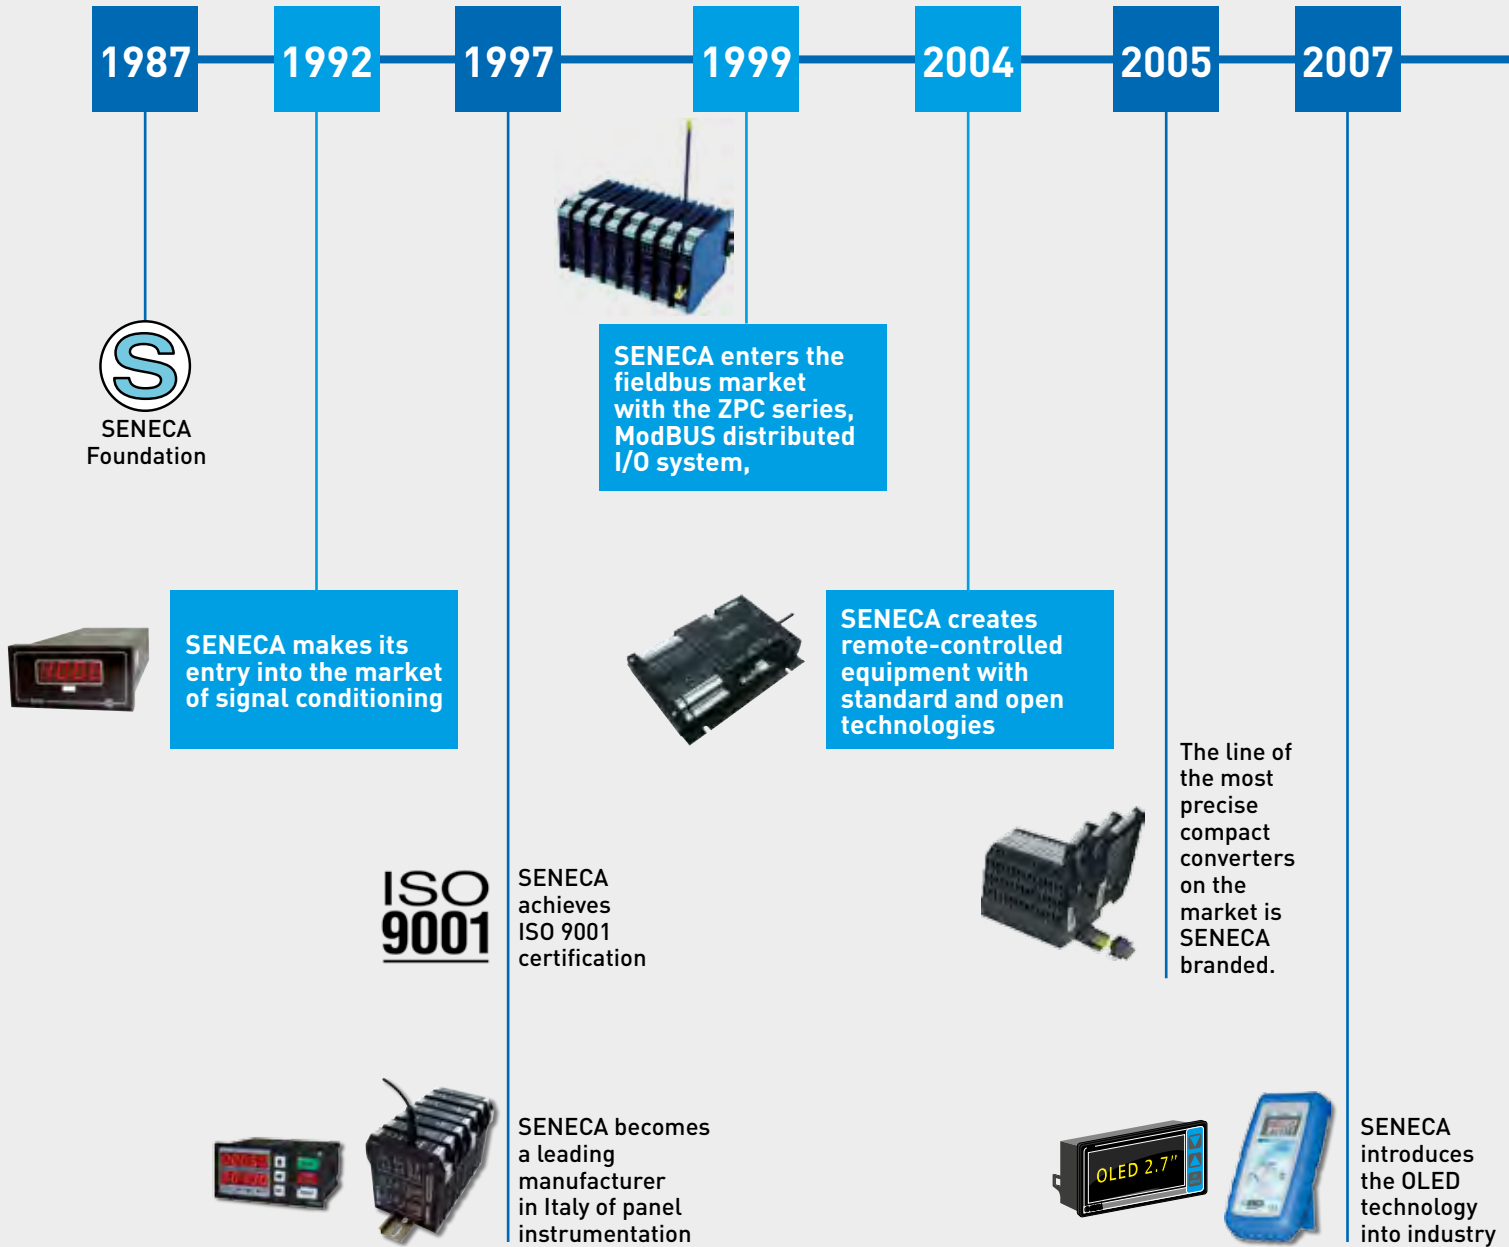 1987
1992
1997
1999
2004
2005
2007
S
SENECA
Foundation
SENECA enters the
fieldbus market
with the ZPC series,
ModBUS distributed
I/O system,
SENECA makes its
entry into the market
of signal conditioning
SENECA creates
remote-controlled
equipment with
standard and open
technologies
The line of
the most
precise
compact
converters
on the
market is
SENECA
branded.
ISO
9001
SENECA
achieves
ISO 9001
certification
SENECA becomes
a leading
manufacturer
in Italy of panel
instrumentation
OLED 2.7”
SENECA
introduces
the OLED
technology
into industry